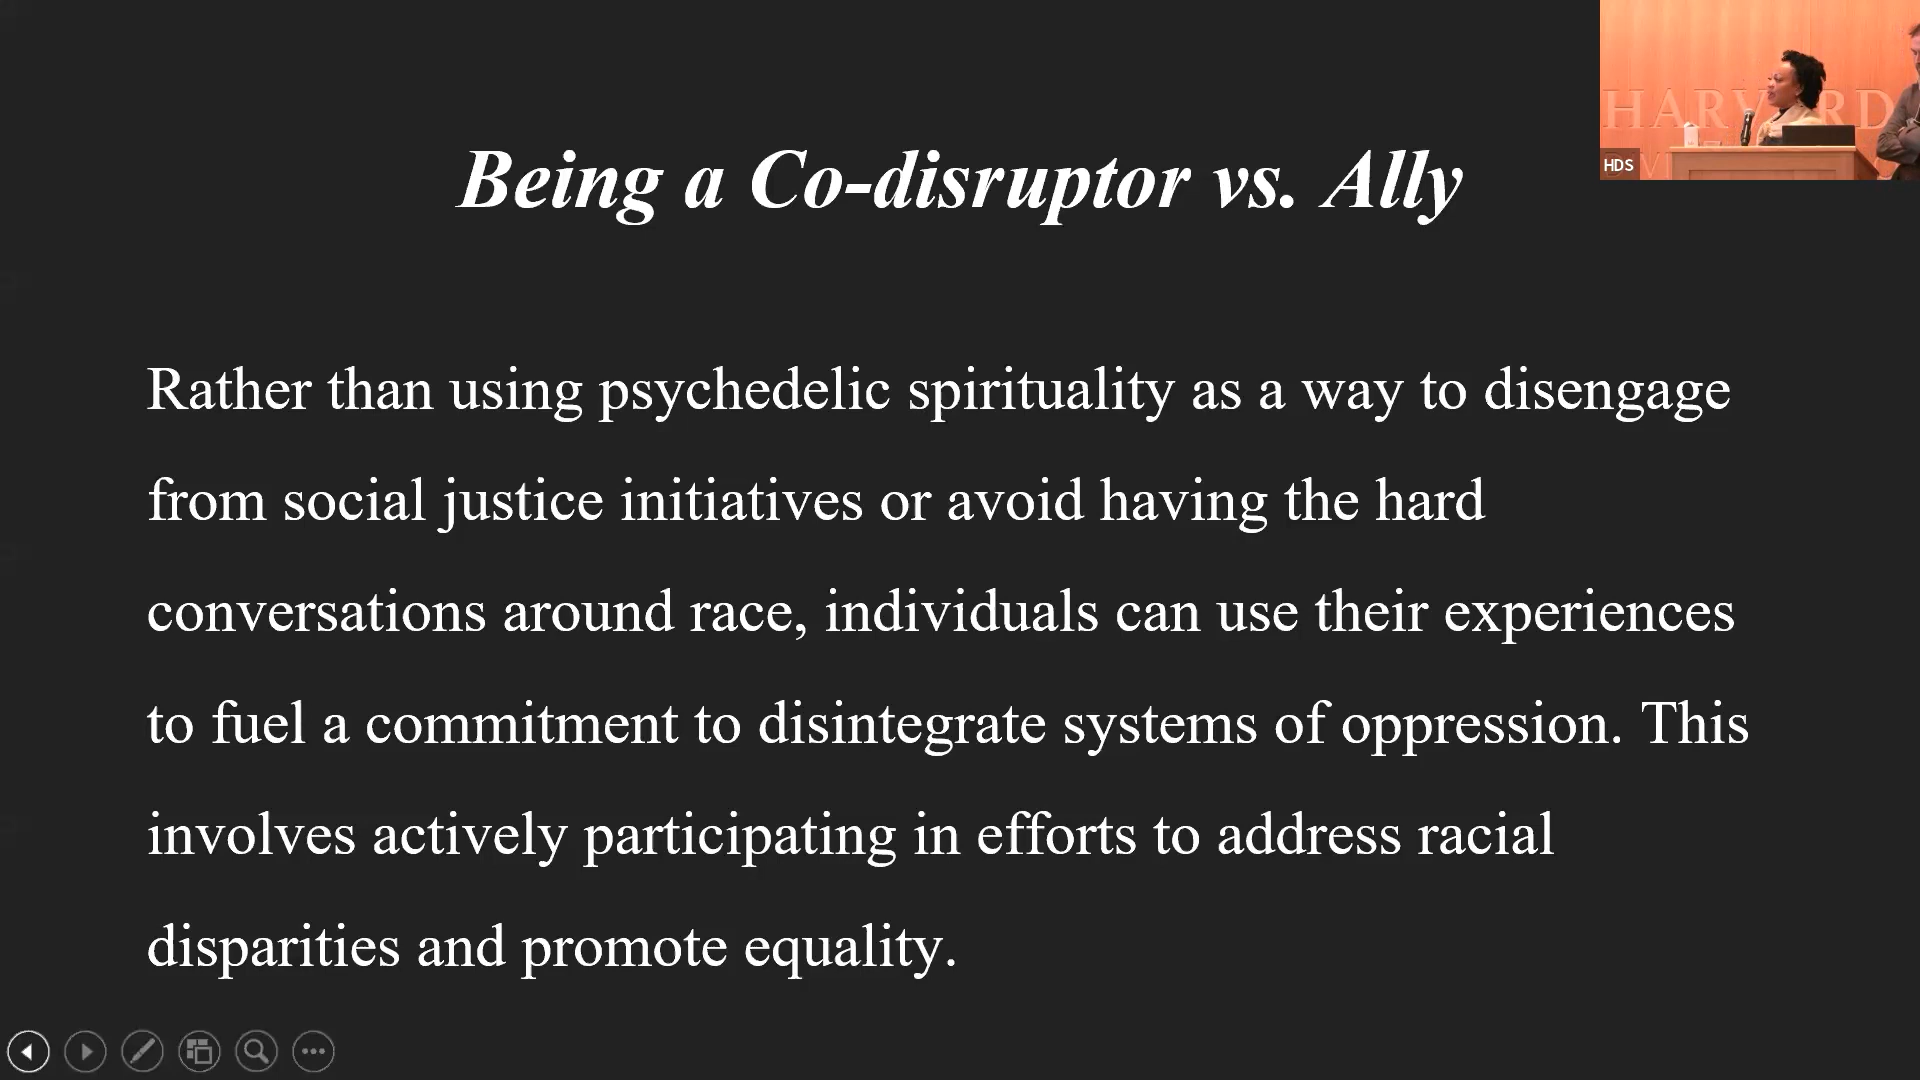 Being a Co-disruptor vs. Ally
HARVARD
HDS
Rather than using psychedelic spirituality as a way to disengage
from social justice initiatives or avoid having the hard
conversations around race, individuals can use their experiences
to fuel a commitment to disintegrate systems of oppression. This
involves actively participating in efforts to address racial
disparities and promote equality.